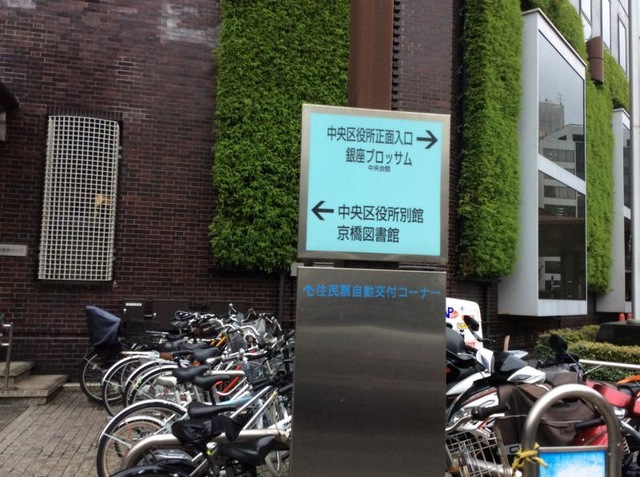 中央区役所正面入口 →
銀座ブロッサム
中央会館
← 中央区役所別館
京橋図書館
住民票自動交付コーナー